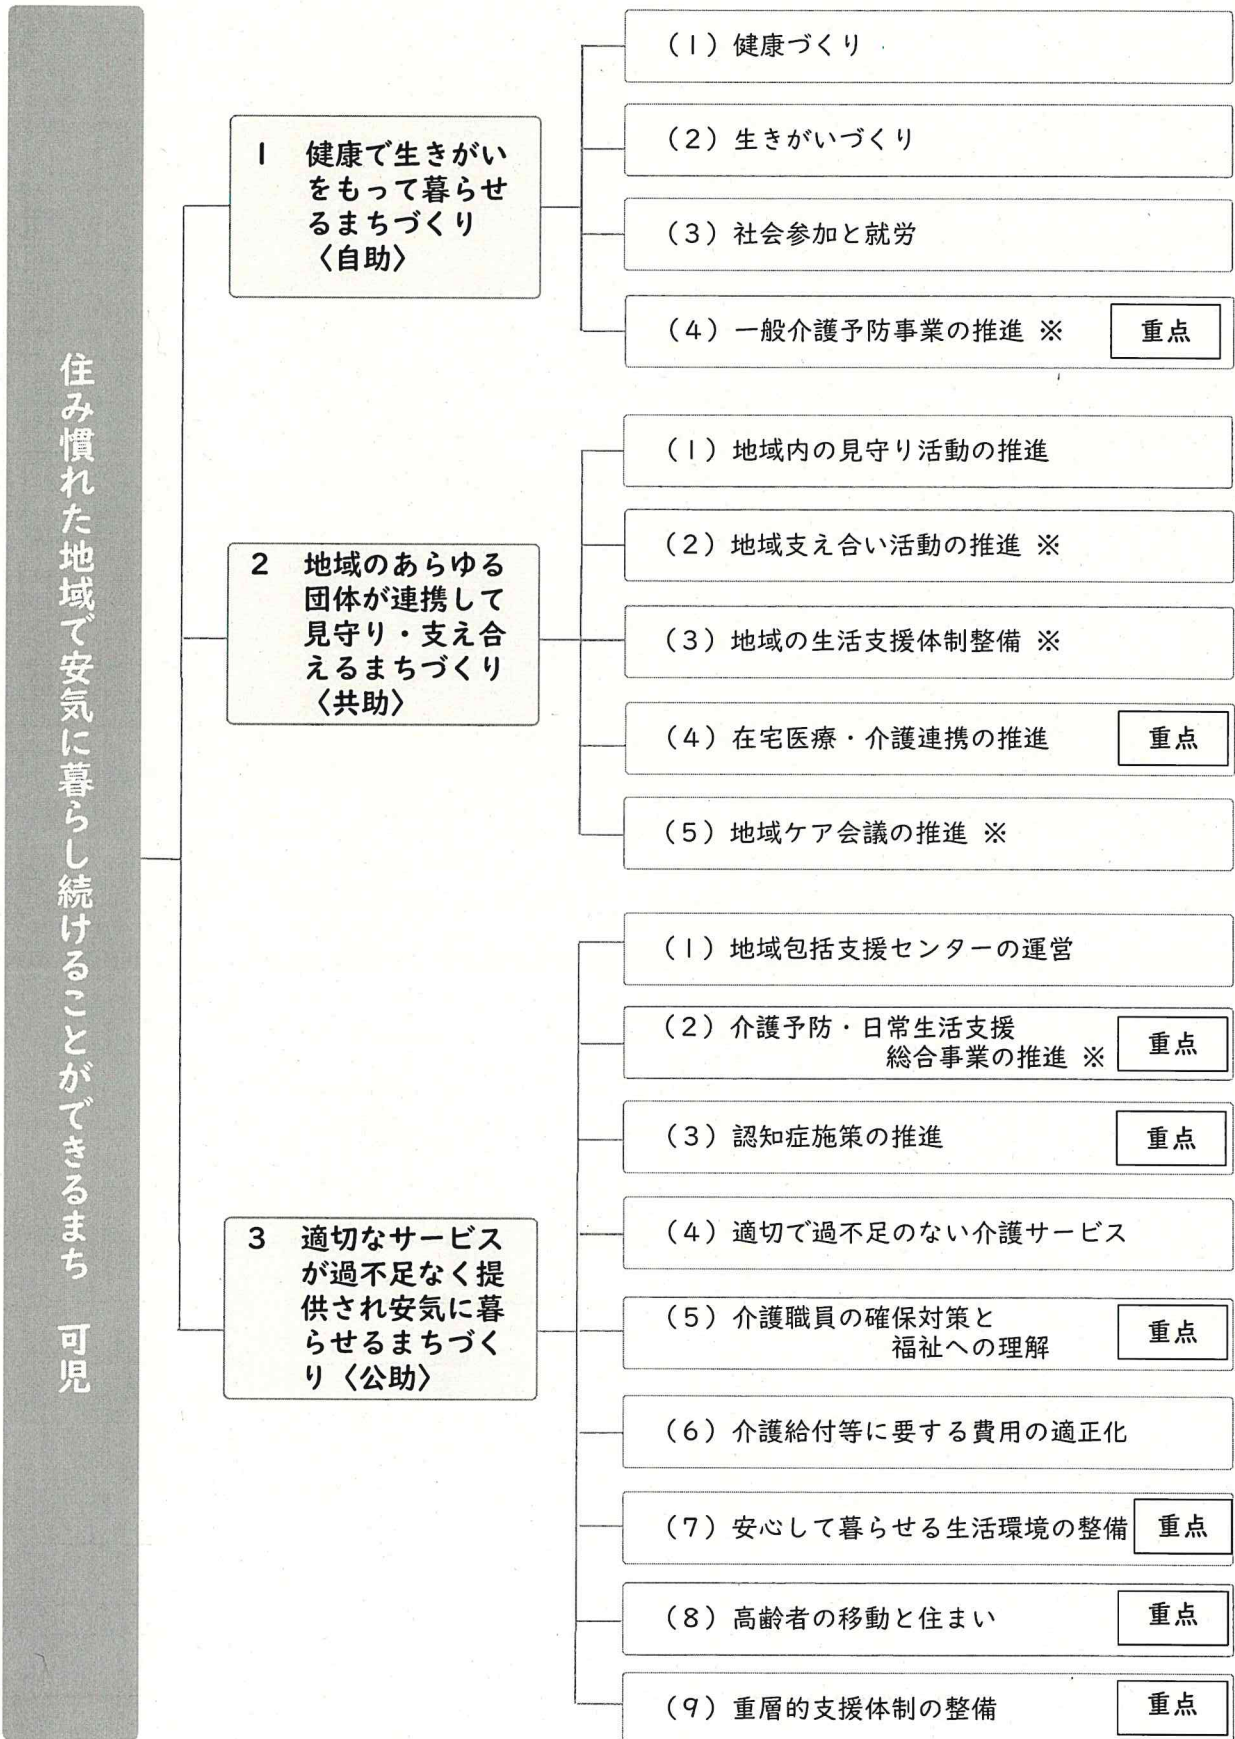 住み慣れた地域で安気に暮らし続けることができるまち　可児
1　健康で生きがい
をもって暮らせ
るまちづくり
〈自助〉
（1）健康づくり
（2）生きがいづくり
（3）社会参加と就労
（4）一般介護予防事業の推進 ※
重点
2　地域のあらゆる
団体が連携して
見守り・支え合
えるまちづくり
〈共助〉
（1）地域内の見守り活動の推進
（2）地域支え合い活動の推進 ※
（3）地域の生活支援体制整備 ※
（4）在宅医療・介護連携の推進
重点
（5）地域ケア会議の推進 ※
3　適切なサービス
が過不足なく提
供され安気に暮
らせるまちづく
り〈公助〉
（1）地域包括支援センターの運営
（2）介護予防・日常生活支援
総合事業の推進 ※
重点
（3）認知症施策の推進
重点
（4）適切で過不足のない介護サービス
（5）介護職員の確保対策と
福祉への理解
重点
（6）介護給付等に要する費用の適正化
（7）安心して暮らせる生活環境の整備
重点
（8）高齢者の移動と住まい
重点
（9）重層的支援体制の整備
重点